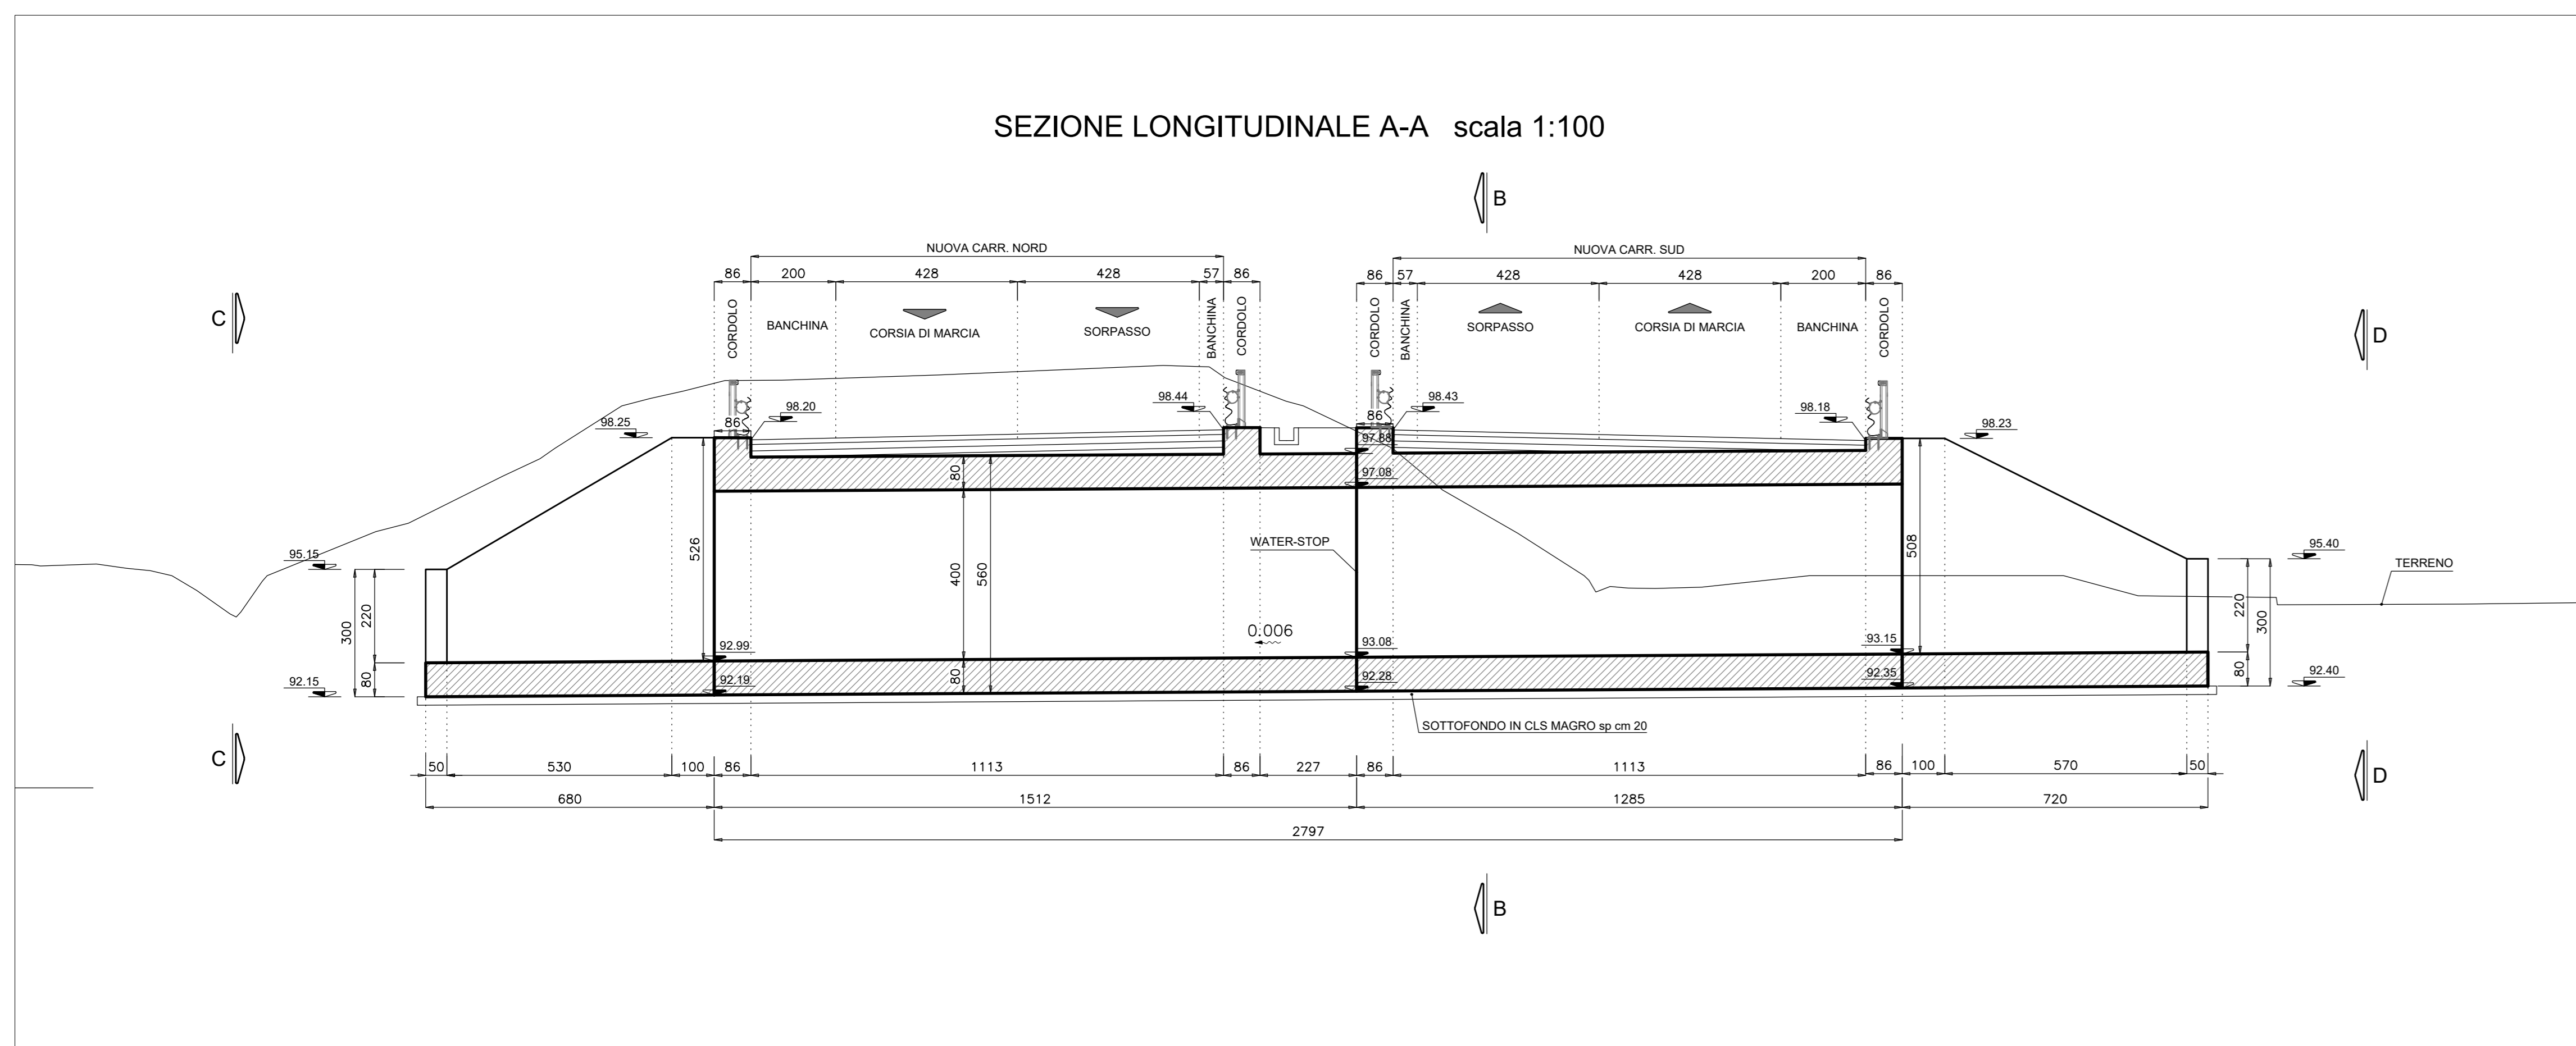 SEZIONE LONGITUDINALE A-A scala 1:100
B
NUOVA CARR. NORD
NUOVA CARR. SUD
86 200 428 428 57 86
86 57 428 428 200 86
C
D
CORDOLO
BANCHINA
CORSIA DI MARCIA
SORPASSO
BANCHINA
CORDOLO
CORDOLO
BANCHINA
SORPASSO
CORSIA DI MARCIA
BANCHINA
CORDOLO
98.25
86
98.20
98.44
86
98.43
98.18
98.23
97.88
97.08
80
526
400
560
508
WATER-STOP
95.15
95.40
TERRENO
300
220
80
220
300
80
0.006
92.99
93.08
93.15
92.15
92.19
80
92.28
92.35
92.40
SOTTOFONDO IN CLS MAGRO sp cm 20
C
D
50 530 100 86 1113 86 227 86 1113 86 100 570 50
680 1512 1285 720
2797
B